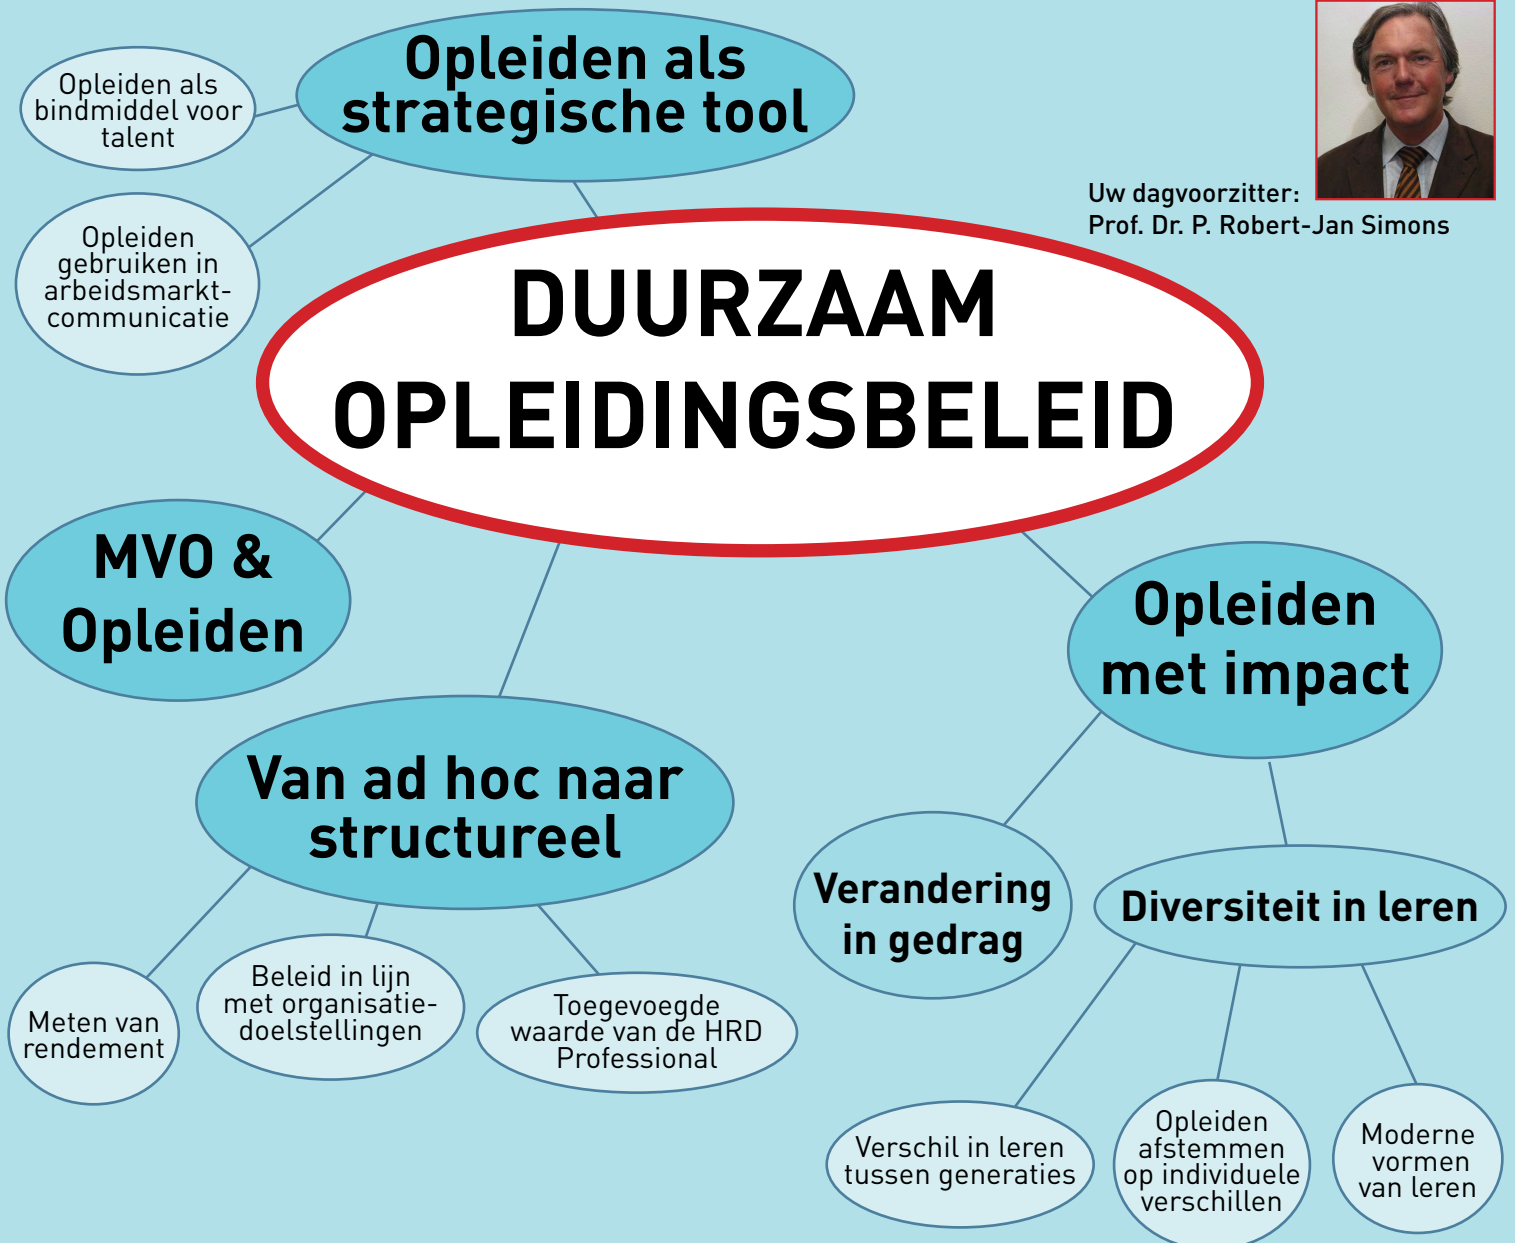 Opleiden als
strategische tool
Opleiden als
bindmiddel voor
talent
Opleiden
gebruiken in
arbeidsmarkt-
communicatie
Uw dagvoorzitter:
Prof. Dr. P. Robert-Jan Simons
DUURZAAM
OPLEIDINGSBELEID
MVO &
Opleiden
Van ad hoc naar
structureel
Meten van
rendement
Beleid in lijn
met organisatie-
doelstellingen
Toegevoegde
waarde van de HRD
Professional
Opleiden
met impact
Verandering
in gedrag
Diversiteit in leren
Verschil in leren
tussen generaties
Opleiden
afstemmen
op individuele
verschillen
Moderne
vormen
van leren